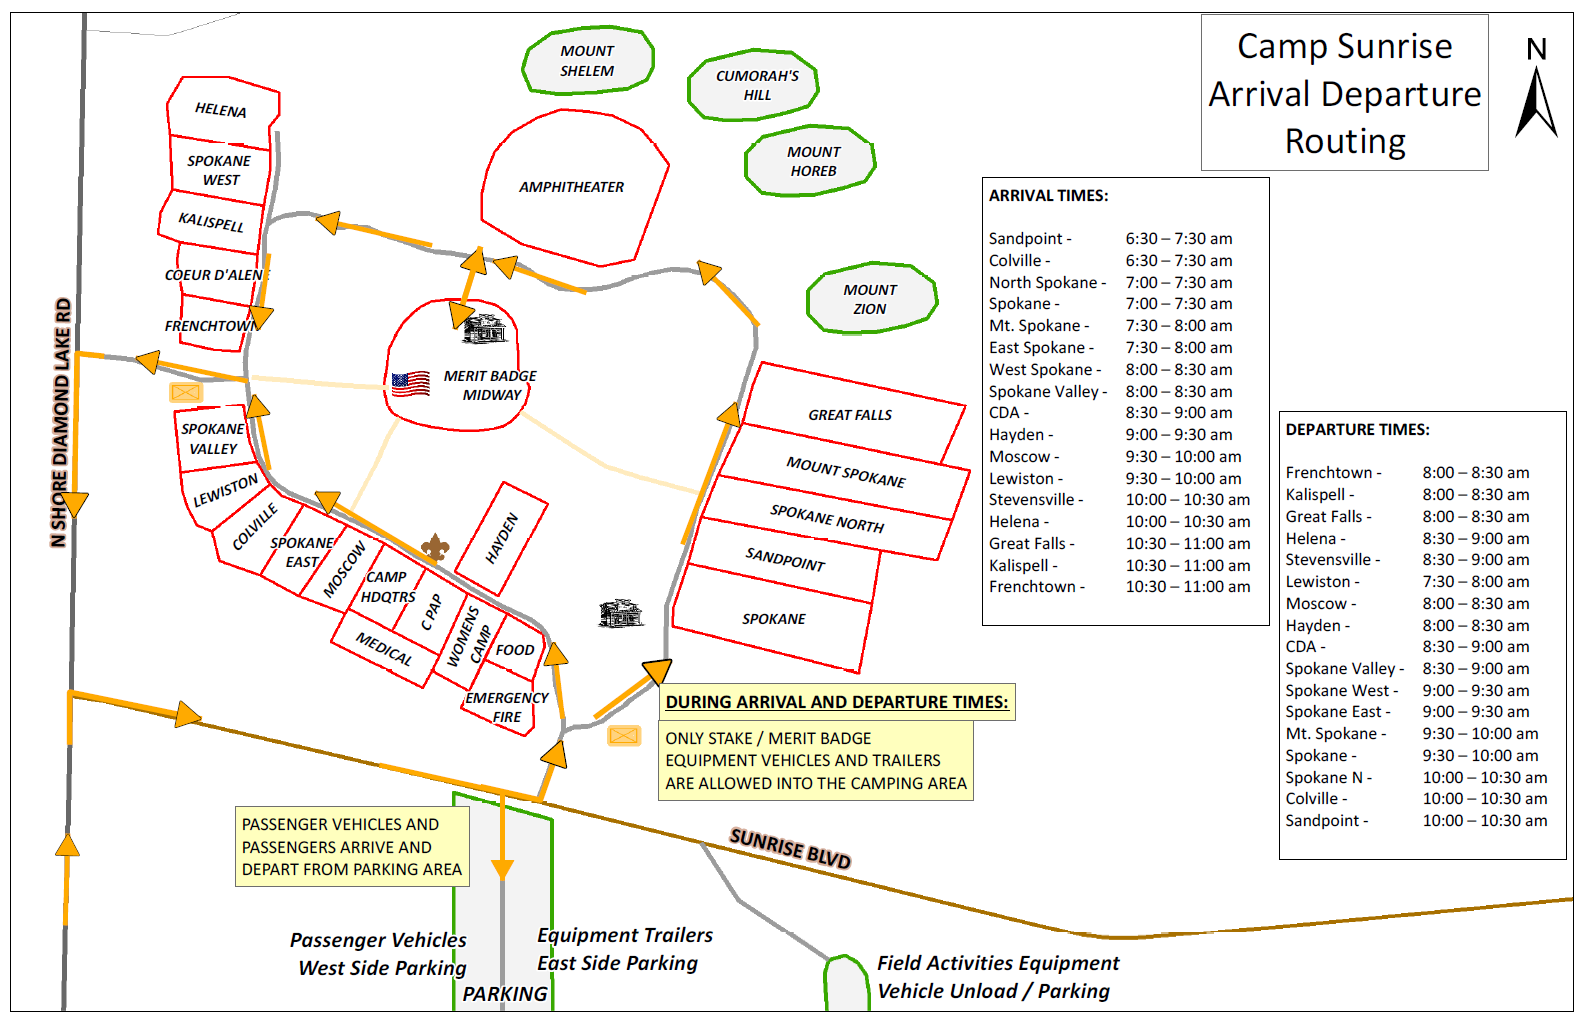 Camp Sunrise
Arrival Departure
Routing
N
MOUNT
SHELEM
CUMORAH'S
HILL
MOUNT
HOREB
MOUNT
ZION
AMPHITHEATER
HELENA
SPOKANE
WEST
KALISPELL
COEUR D'ALENE
FRENCHTOWN
MERIT BADGE
MIDWAY
N SHORE DIAMOND LAKE RD
SPOKANE
VALLEY
LEWISTON
COLVILLE
SPOKANE
EAST
MOSCOW
CAMP
HDQTRS
C PAP
MEDICAL
WOMENS
CAMP
FOOD
EMERGENCY
FIRE
HAYDEN
GREAT FALLS
MOUNT SPOKANE
SPOKANE NORTH
SANDPOINT
SPOKANE
ARRIVAL TIMES:
Sandpoint - 6:30 – 7:30 am
Colville - 6:30 – 7:30 am
North Spokane - 7:00 – 7:30 am
Spokane - 7:00 – 7:30 am
Mt. Spokane - 7:30 – 8:00 am
East Spokane - 7:30 – 8:00 am
West Spokane - 8:00 – 8:30 am
Spokane Valley - 8:00 – 8:30 am
CDA - 8:30 – 9:00 am
Hayden - 9:00 – 9:30 am
Moscow - 9:30 – 10:00 am
Lewiston - 9:30 – 10:00 am
Stevensville - 10:00 – 10:30 am
Helena - 10:00 – 10:30 am
Great Falls - 10:30 – 11:00 am
Kalispell - 10:30 – 11:00 am
Frenchtown - 10:30 – 11:00 am
DEPARTURE TIMES:
Frenchtown - 8:00 – 8:30 am
Kalispell - 8:00 – 8:30 am
Great Falls - 8:00 – 8:30 am
Helena - 8:30 – 9:00 am
Stevensville - 8:30 – 9:00 am
Lewiston - 7:30 – 8:00 am
Moscow - 8:00 – 8:30 am
Hayden - 8:00 – 8:30 am
CDA - 8:30 – 9:00 am
Spokane Valley - 8:30 – 9:00 am
Spokane West - 9:00 – 9:30 am
Spokane East - 9:00 – 9:30 am
Mt. Spokane - 9:30 – 10:00 am
Spokane - 9:30 – 10:00 am
Spokane N - 10:00 – 10:30 am
Colville - 10:00 – 10:30 am
Sandpoint - 10:00 – 10:30 am
DURING ARRIVAL AND DEPARTURE TIMES:
ONLY STAKE / MERIT BADGE
EQUIPMENT VEHICLES AND TRAILERS
ARE ALLOWED INTO THE CAMPING AREA
PASSENGER VEHICLES AND
PASSENGERS ARRIVE AND
DEPART FROM PARKING AREA
SUNRISE BLVD
Passenger Vehicles
West Side Parking
Equipment Trailers
East Side Parking
PARKING
Field Activities Equipment
Vehicle Unload / Parking